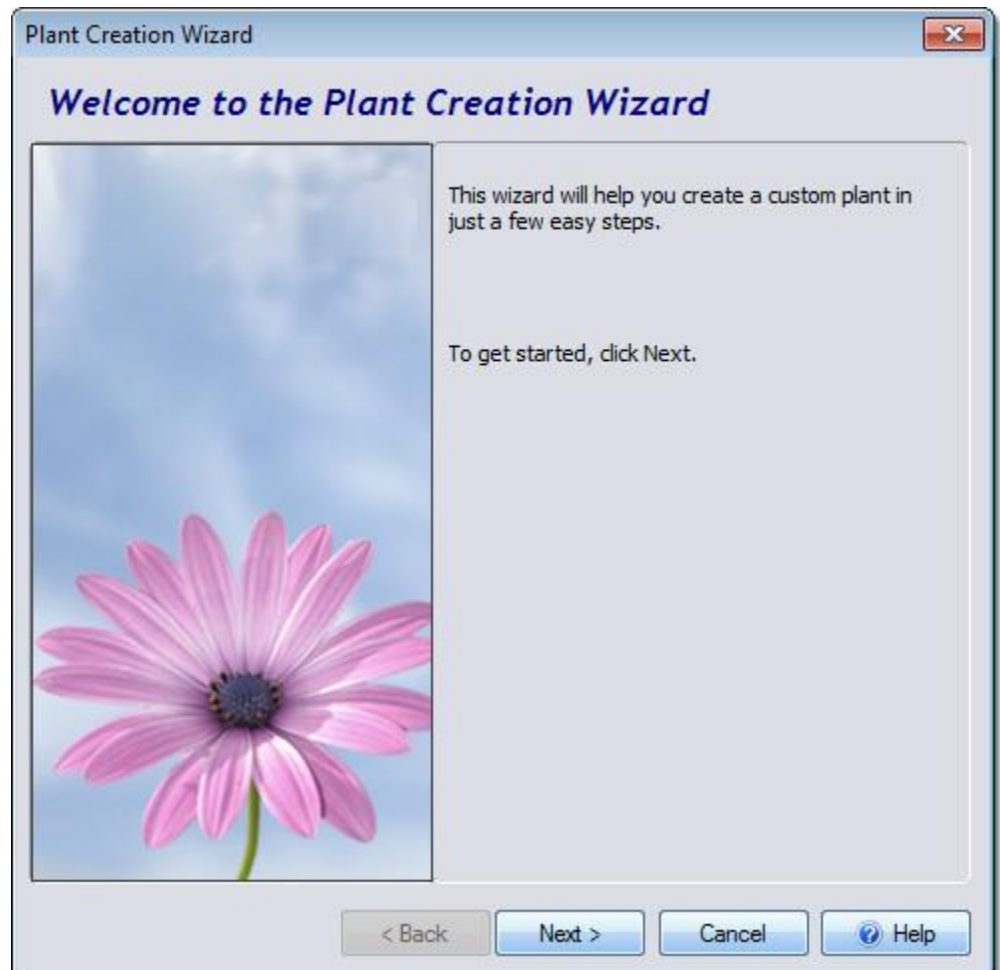 Plant Creation Wizard
Welcome to the Plant Creation Wizard
This wizard will help you create a custom plant in
just a few easy steps.
To get started, click Next.
< Back
Next >
Cancel
Help